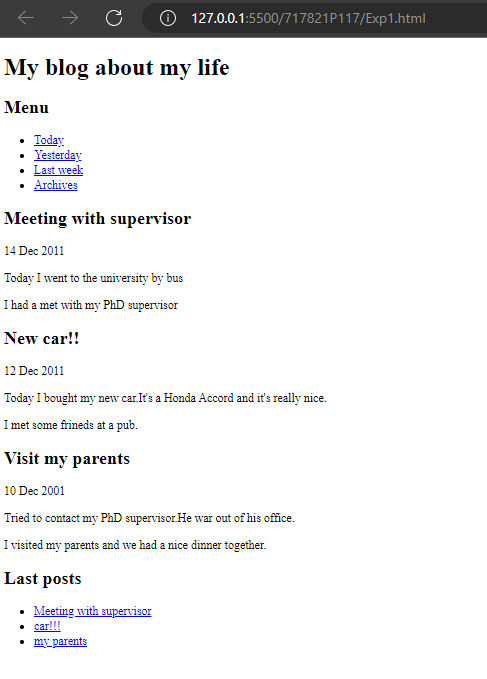 127.0.0.1:5500/717821P117/Exp1.html
My blog about my life
Menu
Today
Yesterday
Last week
Archives
Meeting with supervisor
14 Dec 2011
Today I went to the university by bus
I had a met with my PhD supervisor
New car!!
12 Dec 2011
Today I bought my new car.It's a Honda Accord and it's really nice.
I met some frineds at a pub.
Visit my parents
10 Dec 2001
Tried to contact my PhD supervisor.He war out of his office.
I visited my parents and we had a nice dinner together.
Last posts
Meeting with supervisor
car!!!
my parents